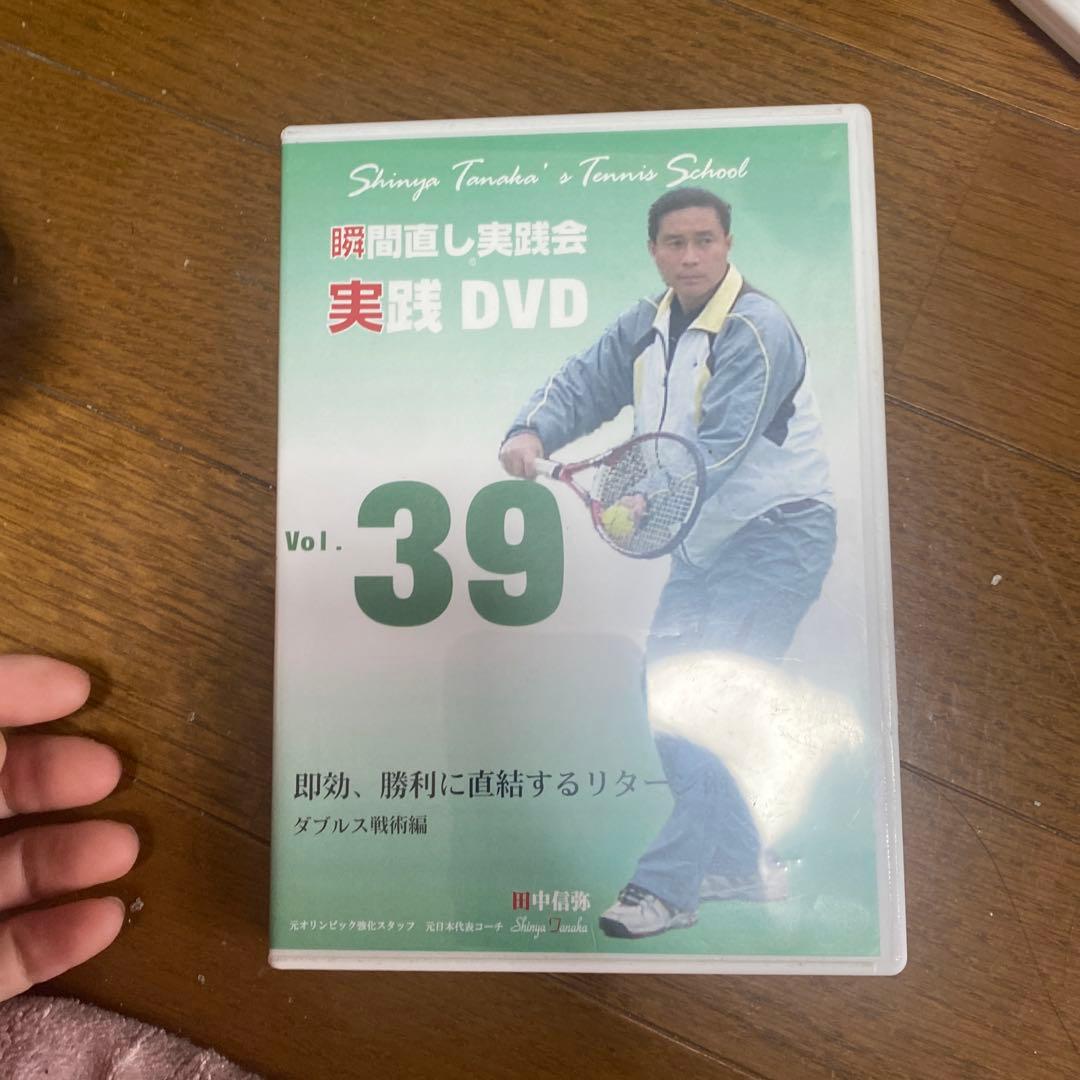 Shinya Tanaka's Tennis School
瞬間直し®実践会
実践 DVD
Vol. 39
即効、勝利に直結するリターン術
ダブルス戦術編
田中信弥
元オリンピック強化スタッフ 元日本代表コーチ Shinya Tanaka